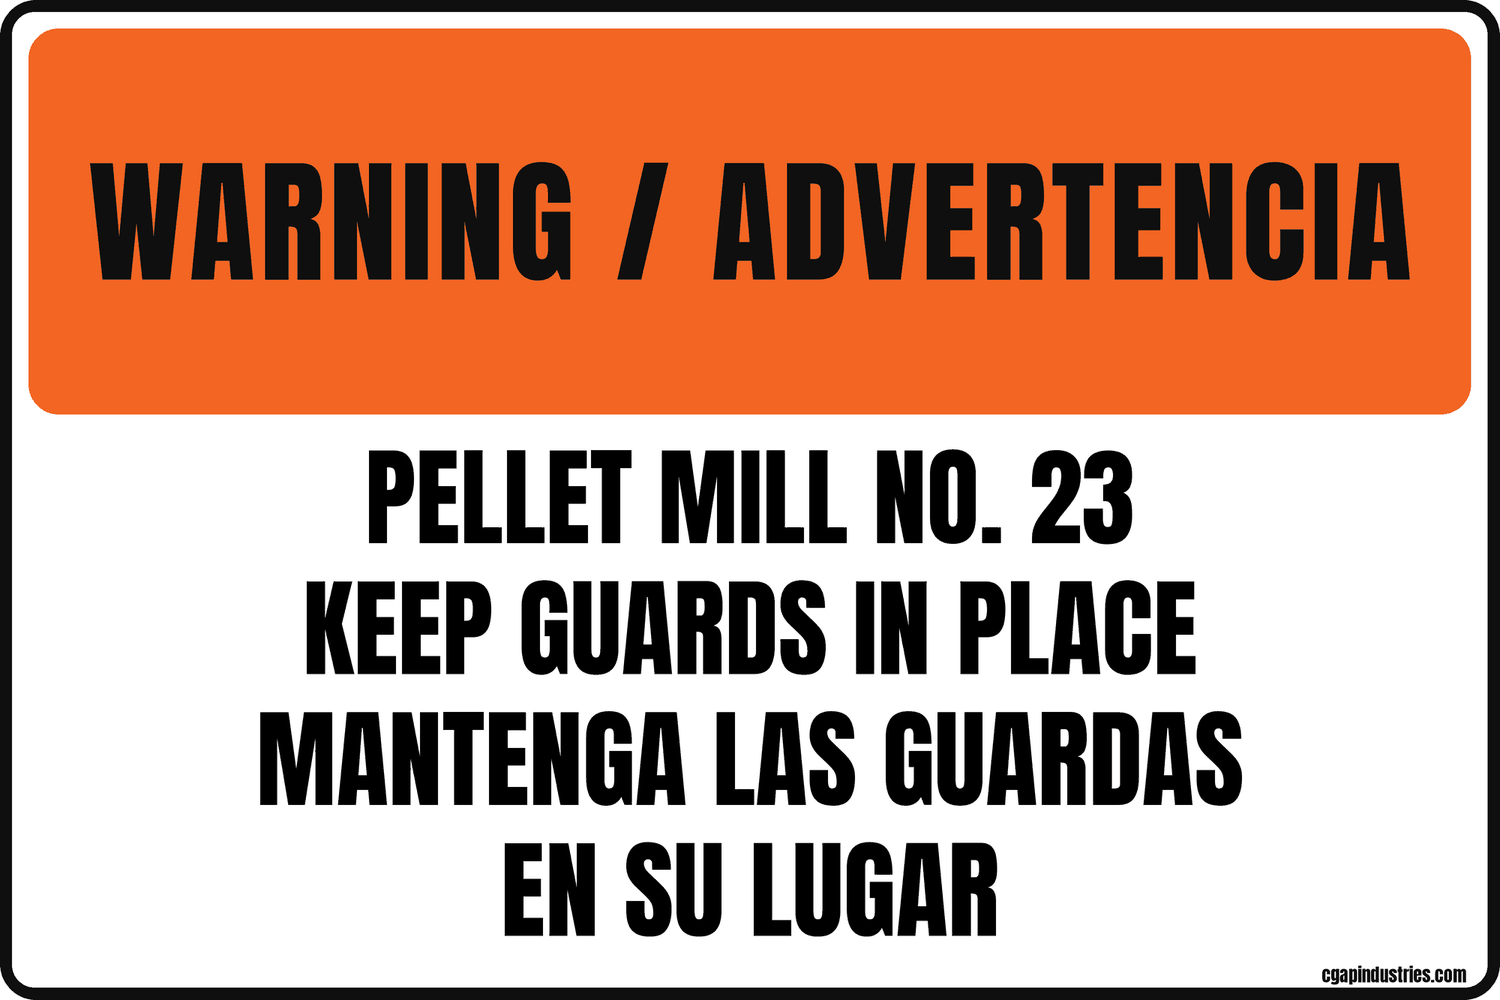 WARNING / ADVERTENCIA
PELLET MILL NO. 23
KEEP GUARDS IN PLACE
MANTENGA LAS GUARDAS
EN SU LUGAR
cgapindustries.com